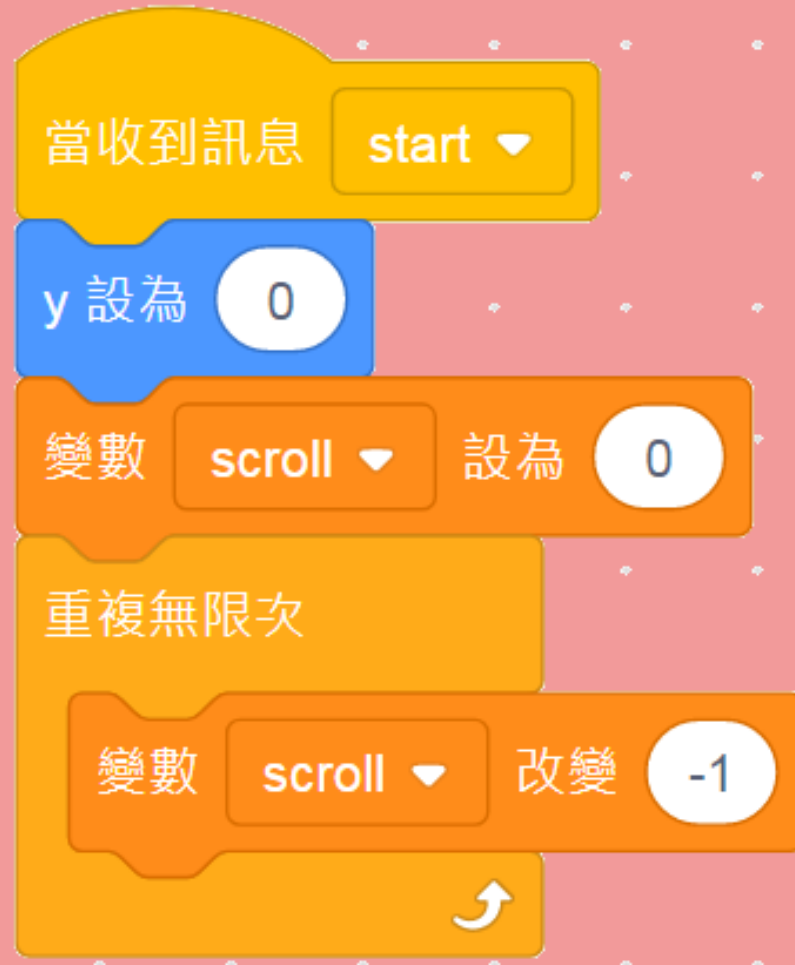 當收到訊息 start
y 設為 0
變數 scroll 設為 0
重複無限次
變數 scroll 改變 -1